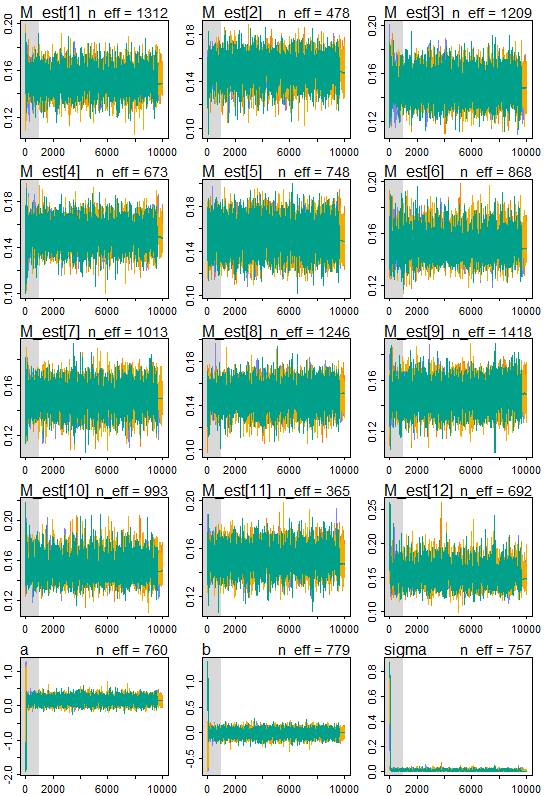 M_est[1] n_eff = 1312
M_est[2] n_eff = 478
M_est[3] n_eff = 1209
0.12 0.16 0.20
0.10 0.14 0.18
0.12 0.16 0.20
0 2000 6000 10000
0 2000 6000 10000
0 2000 6000 10000
M_est[4] n_eff = 673
M_est[5] n_eff = 748
M_est[6] n_eff = 868
0.10 0.14 0.18
0.10 0.14 0.18
0.12 0.16 0.20
0 2000 6000 10000
0 2000 6000 10000
0 2000 6000 10000
M_est[7] n_eff = 1013
M_est[8] n_eff = 1246
M_est[9] n_eff = 1418
0.12 0.16
0.10 0.14 0.18
0.12 0.16
0 2000 6000 10000
0 2000 6000 10000
0 2000 6000 10000
M_est[10] n_eff = 993
M_est[11] n_eff = 365
M_est[12] n_eff = 692
0.12 0.16 0.20
0.12 0.16 0.20
0.10 0.15 0.20 0.25
0 2000 6000 10000
0 2000 6000 10000
0 2000 6000 10000
a n_eff = 760
b n_eff = 779
sigma n_eff = 757
-2.0 -1.0 0.0 1.0
-0.5 0.0 0.5 1.0
0.0 0.2 0.4 0.6 0.8
0 2000 6000 10000
0 2000 6000 10000
0 2000 6000 10000